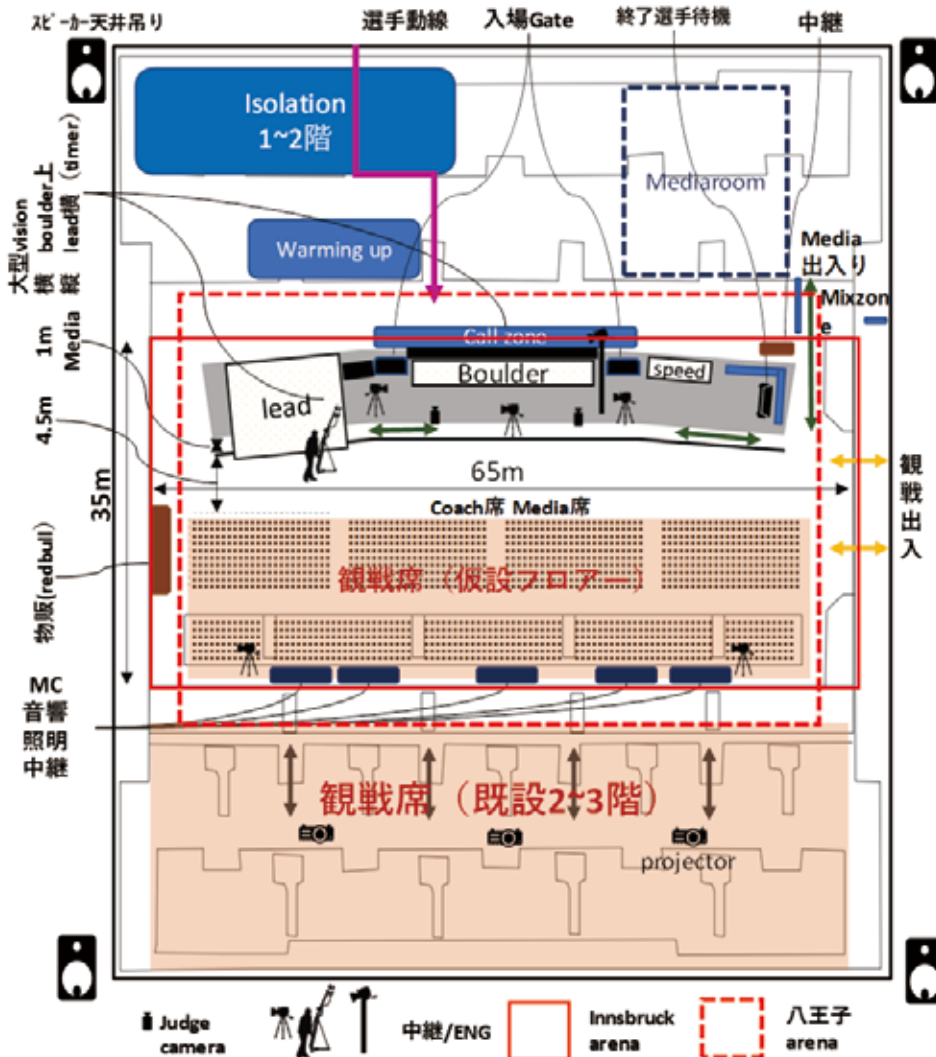 スピーカー天井吊り
選手動線
入場Gate
終了選手待機
中継
Isolation
1~2階
Mediaroom
Warming up
大型vision
横 boulder上
縦 lead横（timer）
Media
出入り
Mixzon
e
Call zone
Boulder
speed
lead
1m
Media
4.5m
35m
65m
Coach席 Media席
観戦出入
観戦席（仮設フロアー）
物販(redbull)
MC
音響
照明
中継
観戦席（既設2~3階）
projector
Judge
camera
中継/ENG
Innsbruck
arena
八王子
arena